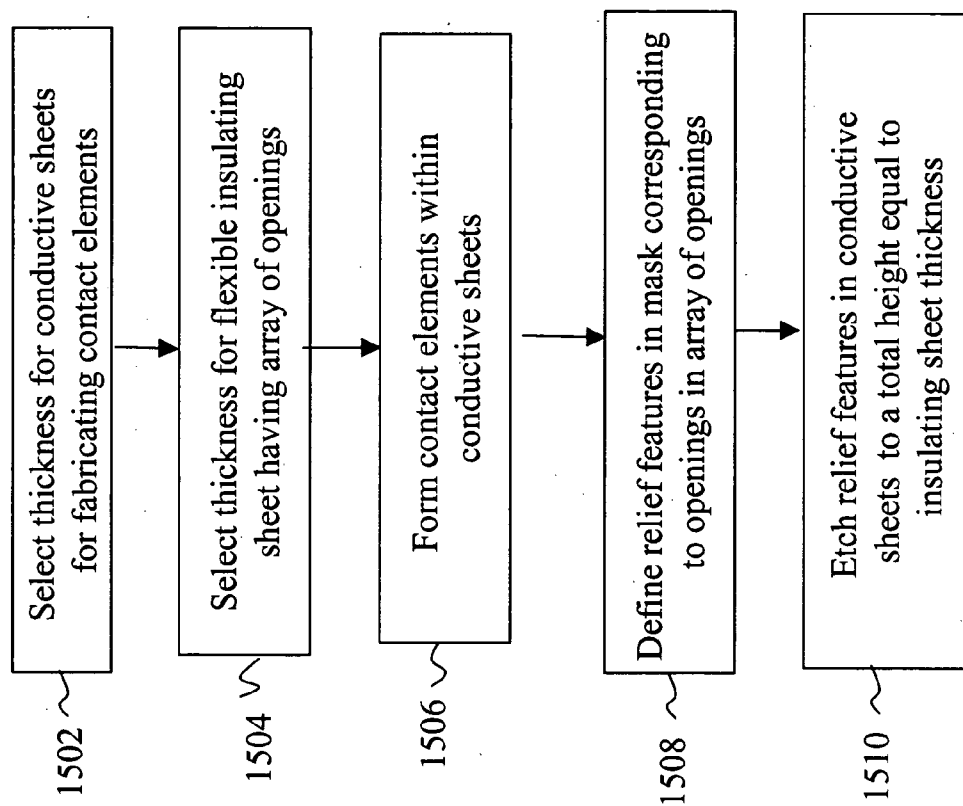 1502
Select thickness for conductive sheets
for fabricating contact elements
1504
Select thickness for flexible insulating
sheet having array of openings
1506
Form contact elements within
conductive sheets
1508
Define relief features in mask corresponding
to openings in array of openings
1510
Etch relief features in conductive
sheets to a total height equal to
insulating sheet thickness